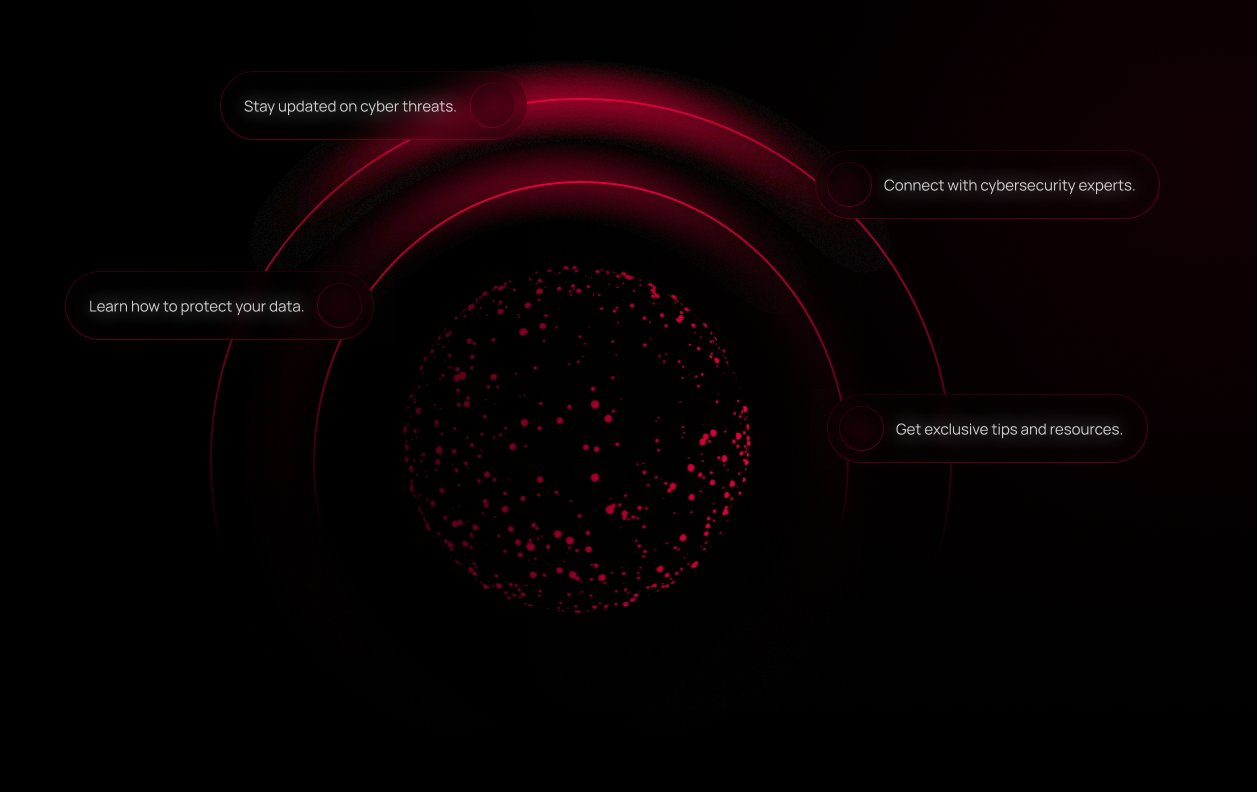 Stay updated on cyber threats.
Connect with cybersecurity experts.
Learn how to protect your data.
Get exclusive tips and resources.